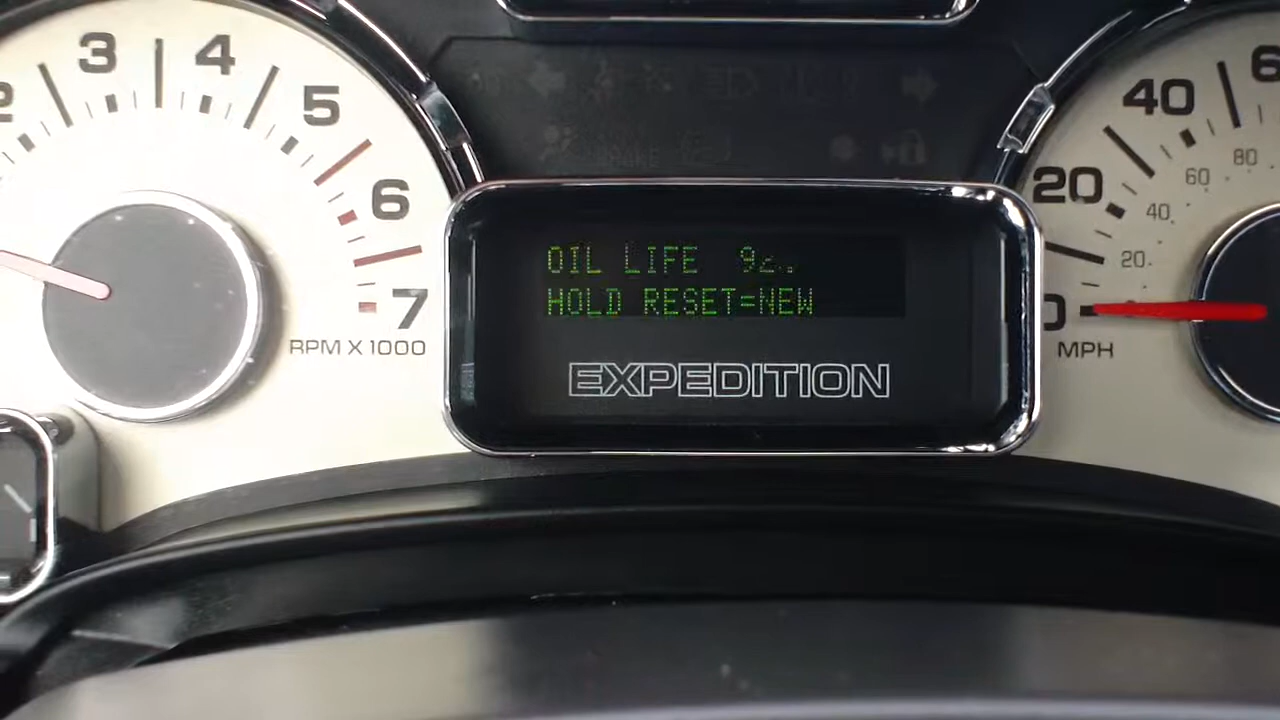 3 4 5 6 7
RPM X 1000
OIL LIFE
HOLD RESET=NEW
EXPEDITION
0 20 40
20 40 60 80
MPH